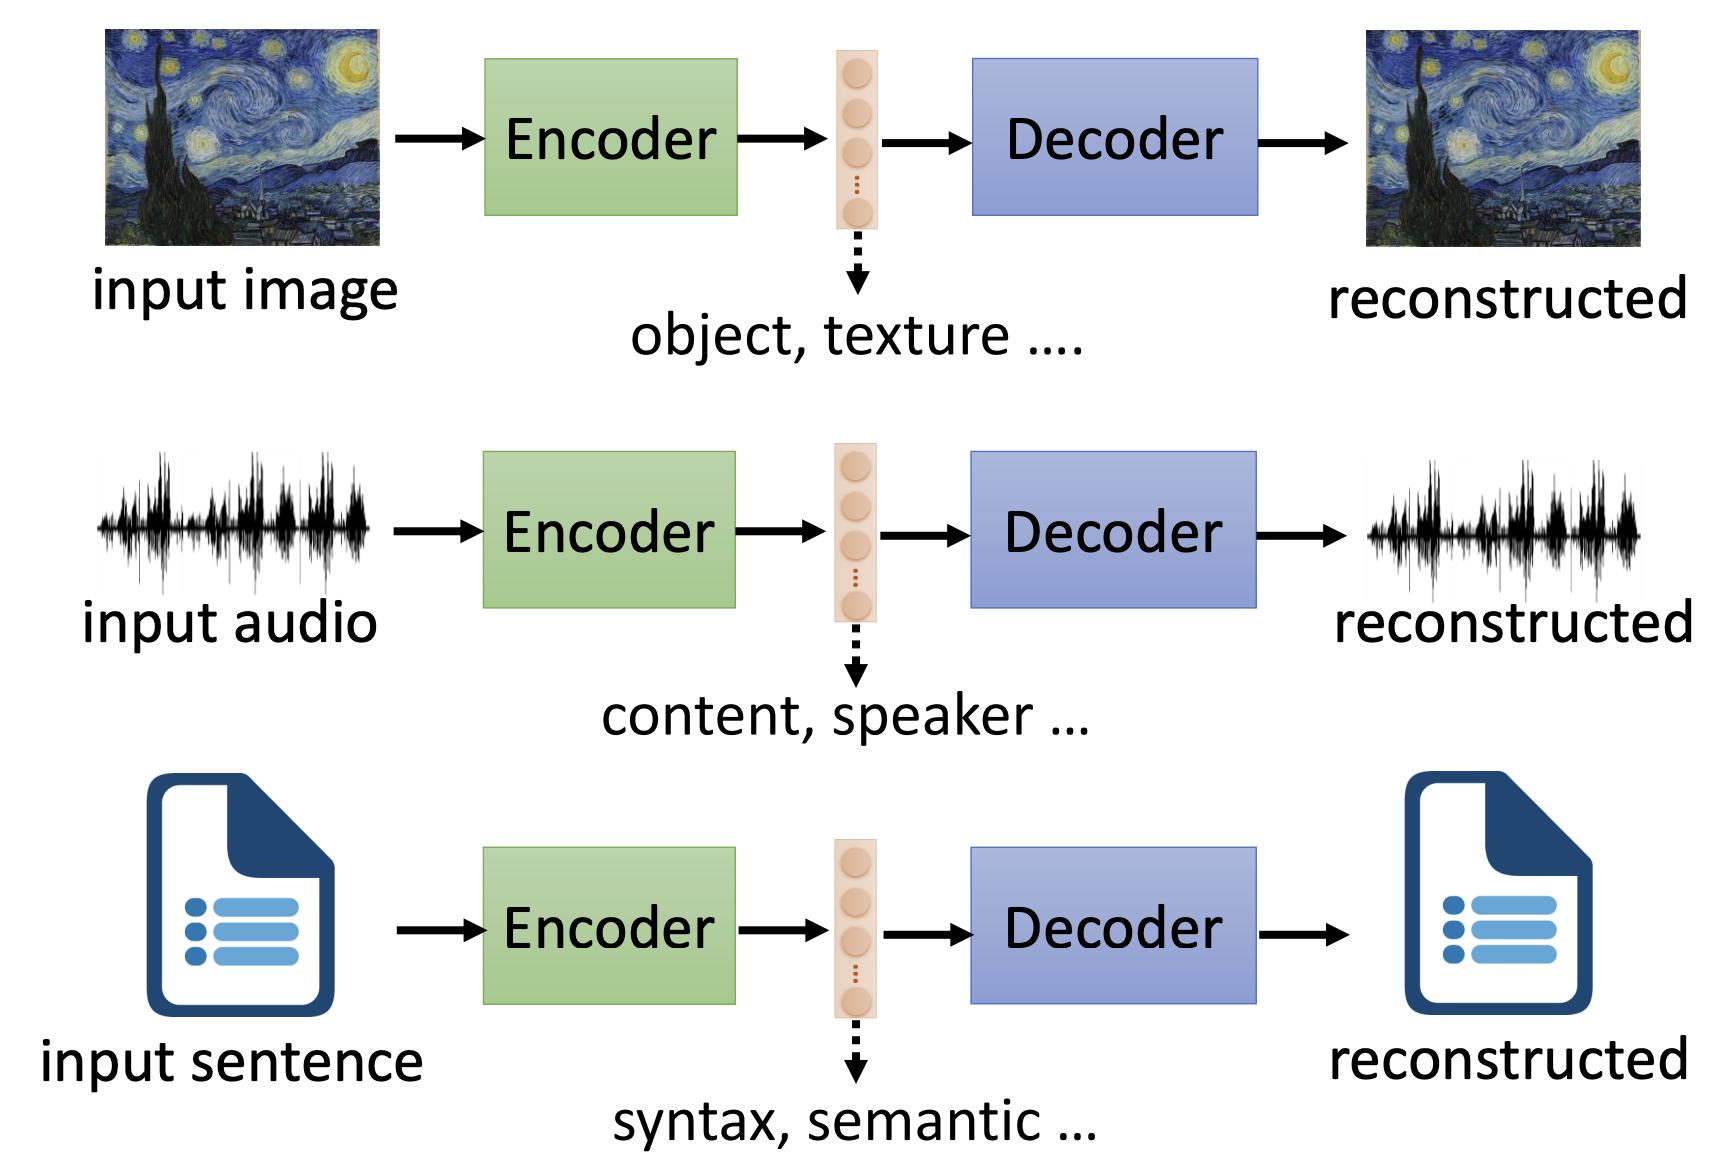 Encoder
Decoder
input image
reconstructed
object, texture ….
Encoder
Decoder
input audio
reconstructed
content, speaker …
Encoder
Decoder
input sentence
reconstructed
syntax, semantic …